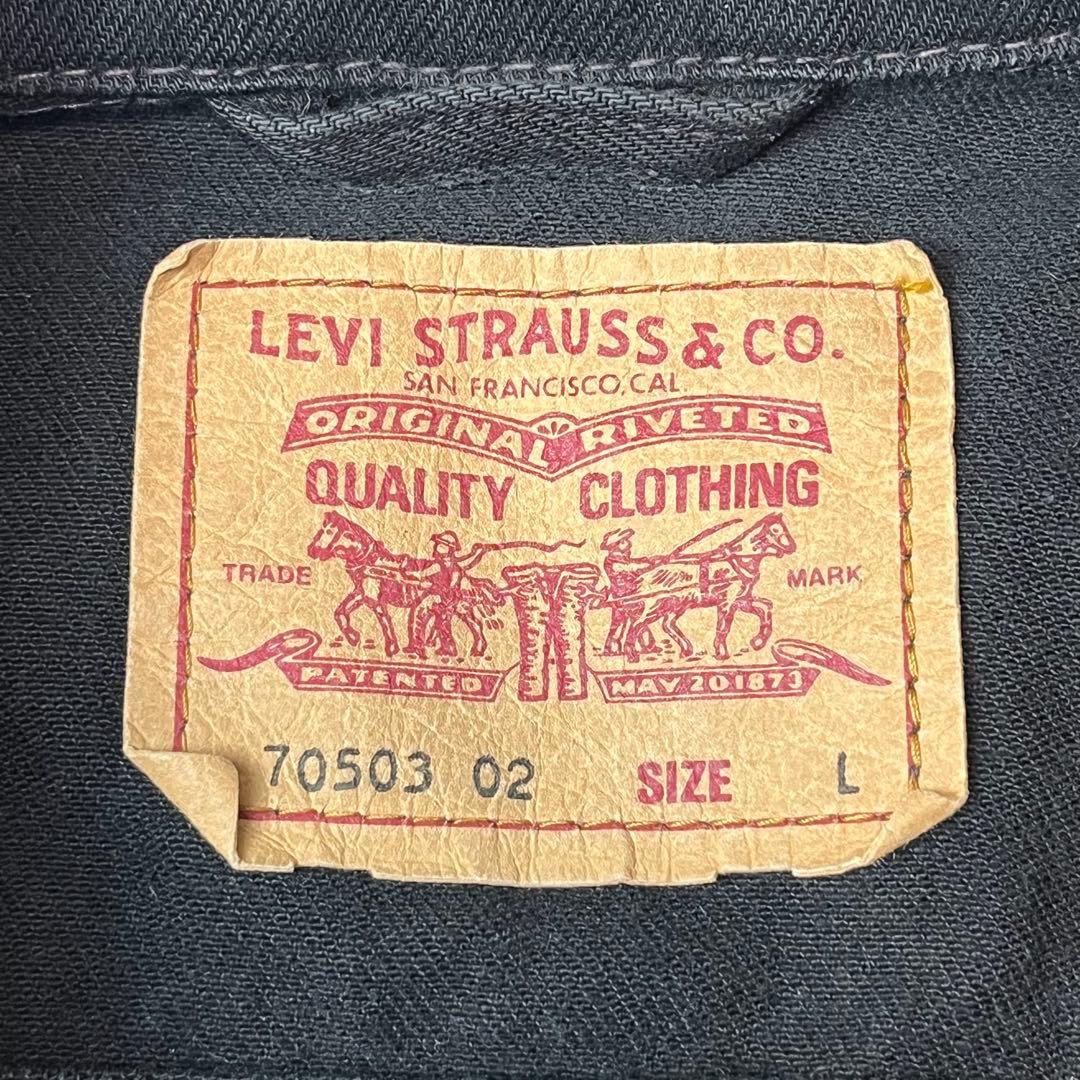 LEVI STRAUSS & CO.
SAN FRANCISCO, CAL.
ORIGINAL RIVETED
QUALITY CLOTHING
TRADE MARK
PATENTED MAY 20 1873
70503 02 SIZE L